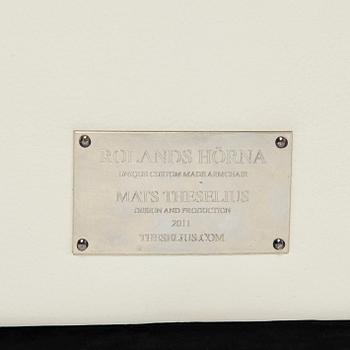 ROLANDS HÖRNA
UNIQUE CUSTOM MADE ARMCHAIR
MATS THESELIUS
DESIGN AND PRODUCTION
2011
THESELIUS.COM